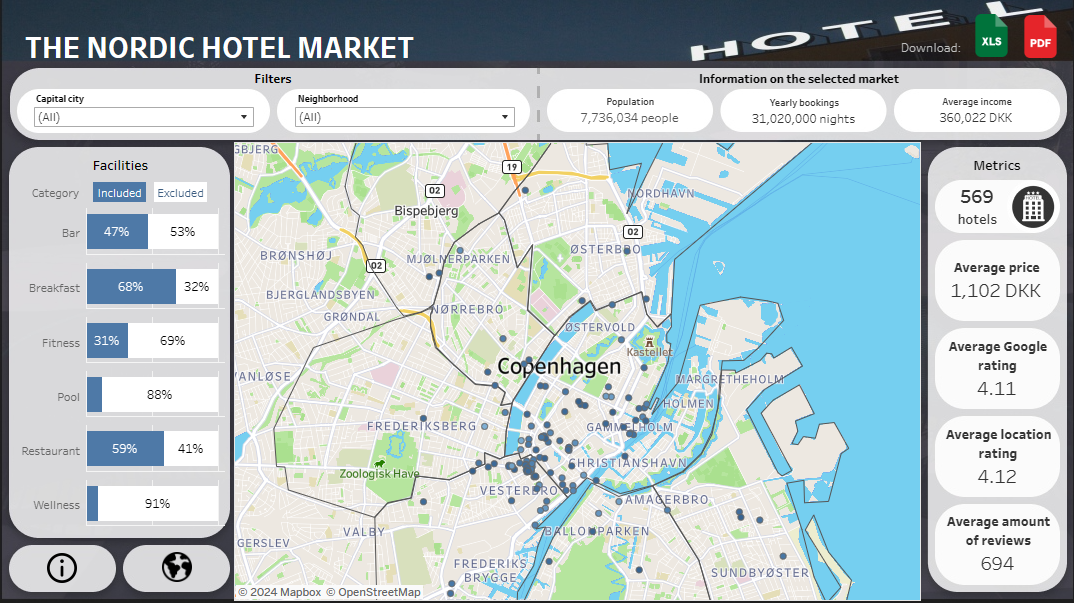 HOTEL
THE NORDIC HOTEL MARKET
Download:
XLS
PDF
Filters
Capital city
(All)
Neighborhood
(All)
Information on the selected market
Population
7,736,034 people
Yearly bookings
31,020,000 nights
Average income
360,022 DKK
Facilities
Category
Included
Excluded
Bar
47%
53%
Breakfast
68%
32%
Fitness
31%
69%
Pool
88%
Restaurant
59%
41%
Wellness
91%
GBJERG
19
02
NORDHAVN
Bispebjerg
02
ØSTERBRO
BRØNSHØJ
MJØLNERPARKEN
02
BJERGLANDSBYEN
NØRREBRO
GRØNDAL
ØSTERVOLD
Kastellet
Copenhagen
VANLØSE
MARGRETHEHOLM
HOLMEN
FREDERIKSBERG
GAMMELHOLM
CHRISTIANSHAVN
Zoologisk Have
VESTERBRO
AMAGERBRO
VALBY
BALLONPARKEN
GERSLEV
FREDERIKS
BRYGGE
SUNDBYØSTER
© 2024 Mapbox © OpenStreetMap
Metrics
569
hotels
HOTEL
Average price
1,102 DKK
Average Google
rating
4.11
Average location
rating
4.12
Average amount
of reviews
694